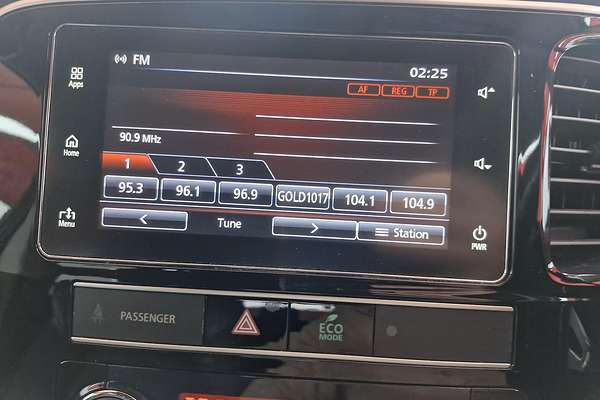 FM
02:25
AF REG TP
Apps
90.9 MHz
Home
1 2 3
95.3 96.1 96.9 GOLD1017 104.1 104.9
Menu
< Tune > Station
PWR
PASSENGER
ECO
MODE